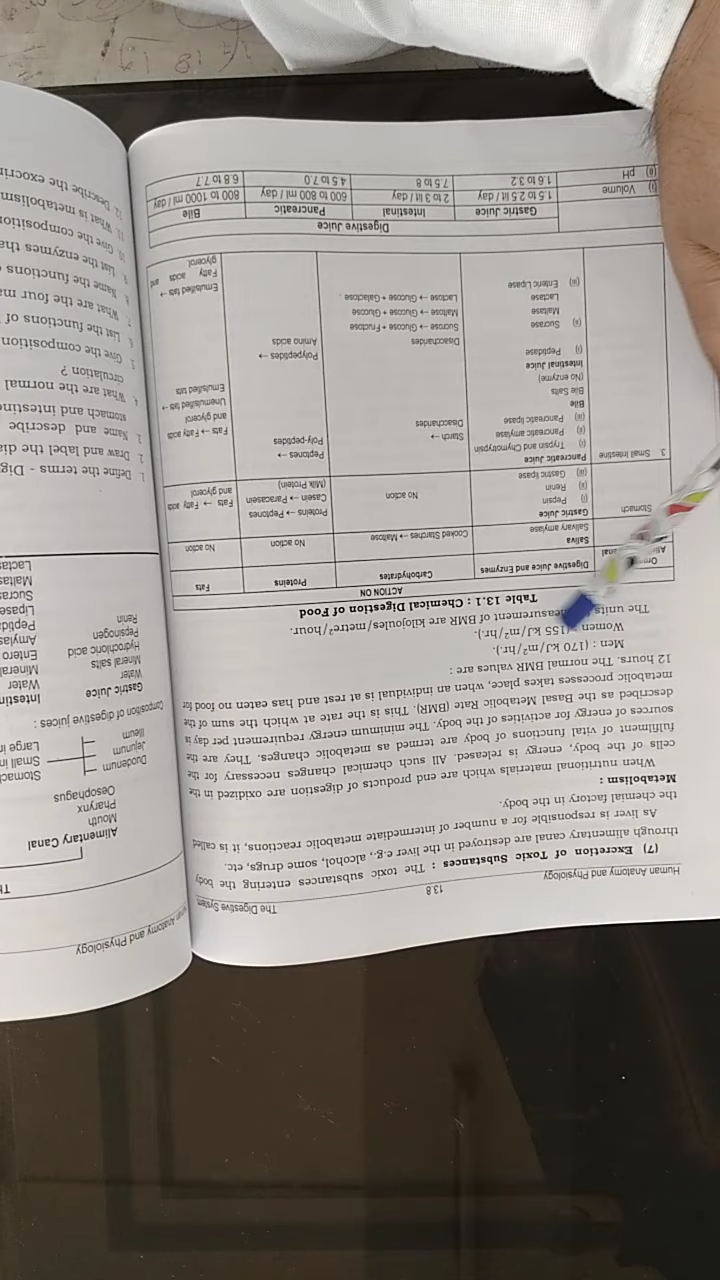 Human Anatomy and Physiology 13.8 The Digestive System
(7) Excretion of Toxic Substances : The toxic substances entering the body
through alimentary canal are destroyed in the liver e.g., alcohol, some drugs, etc.
As liver is responsible for a number of intermediate metabolic reactions, it is called
the chemial factory in the body.
Metabolism :
When nutritional materials which are end products of digestion are oxidized in the
cells of the body, energy is released. All such chemical changes necessary for the
fulfilment of vital functions of body are termed as metabolic changes. They are the
sources of energy for activities of the body. The minimum energy requirement per day is
described as the Basal Metabolic Rate (BMR). This is the rate at which the sum of the
metabolic processes takes place, when an individual is at rest and has eaten no food for
12 hours. The normal BMR values are :
Men : (170 kJ/m²/hr.).
Women : (155 kJ/m²/hr.).
The units measurement of BMR are kilojoules/metre²/hour.
Table 13.1 : Chemical Digestion of Food
ACTION ON
Digestive Juice and Enzymes Carbohydrates Proteins Fats
Saliva
Salivary amylase Cooked Starches → Maltose No action No action
Stomach Gastric Juice
(i) Pepsin No action Proteins → Peptones Fats → Fatty acids
(ii) Renin Casein → Paracasein and glycerol
(iii) Gastric lipase (Milk Protein)
3. Small Intestine Pancreatic Juice
(i) Trypsin and Chymotrypsin Peptones →
(ii) Pancreatic amylase Starch → Poly-peptides
(iii) Pancreatic lipase Disaccharides Fats → Fatty acids
Bile and glycerol
Bile Salts Unemulsified fats →
(No enzyme) Emulsified fats
Intestinal Juice
(i) Peptidase Polypeptides →
Disaccharides Amino acids
(ii) Sucrase Sucrose → Glucose + Fructose
Maltase Maltose → Glucose + Glucose
Lactase Lactose → Glucose + Galactose .
(iii) Enteric Lipase Emulsified fats →
Fatty acids and
glycerol.
Digestive Juice
Gastric Juice Intestinal Pancreatic Bile
(i) Volume 1.5 to 2.5 lit / day 2 to 3 lit / day 600 to 800 ml / day 800 to 1000 ml / day
(ii) pH 1.6 to 3.2 7.5 to 8 4.5 to 7.0 6.8 to 7.7
Human Anatomy and Physiology
Alimentary Canal
Mouth
Pharynx
Oesophagus
Stomach
Small in
Large in
Duodenum
Jejunum
Ileum
Composition of digestive juices :
Gastric Juice
Water
Mineral salts
Hydrochloric acid
Pepsinogen
Renin
Water
Mineral
Entero
1. Define the terms - Dig
2. Draw and label the dia
3. Name and describe
stomach and intestin
4. What are the normal
circulation ?
5. Give the composition
6. List the functions of
7. What are the four ma
8. Name the functions
9. List the enzymes tha
10. Give the composition
11. What is metabolism
12. Describe the exocrin